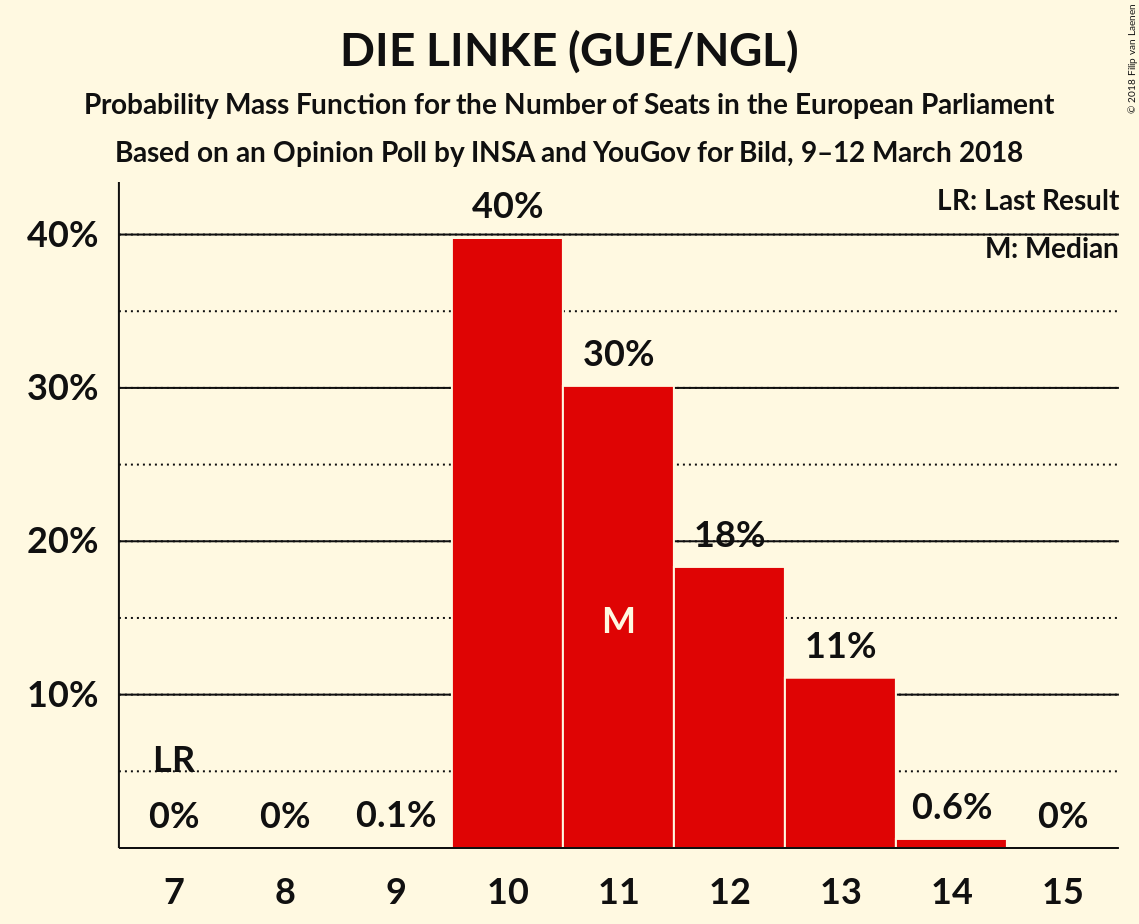 DIE LINKE (GUE/NGL)
Probability Mass Function for the Number of Seats in the European Parliament
Based on an Opinion Poll by INSA and YouGov for Bild, 9–12 March 2018
© 2018 Filip van Laenen
LR: Last Result
M: Median
40%
30%
20%
10%
40%
30%
18%
11%
M
LR
0%
0%
0.1%
0.6%
0%
7
8
9
10
11
12
13
14
15